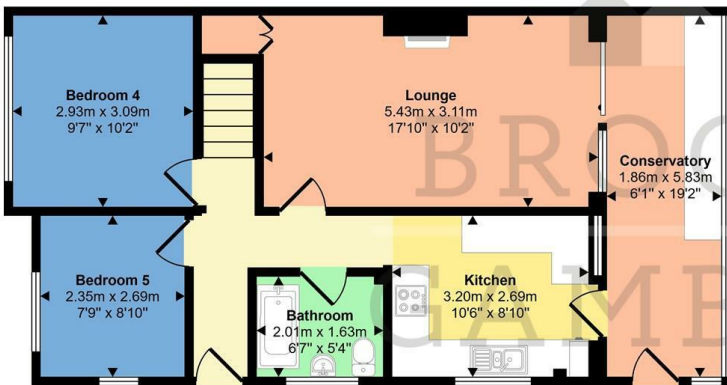 Bedroom 4
2.93m x 3.09m
9'7" x 10'2"
Lounge
5.43m x 3.11m
17'10" x 10'2"
Conservatory
1.86m x 5.83m
6'1" x 19'2"
Bedroom 5
2.35m x 2.69m
7'9" x 8'10"
Bathroom
2.01m x 1.63m
6'7" x 5'4"
Kitchen
3.20m x 2.69m
10'6" x 8'10"
BRO
GAMB